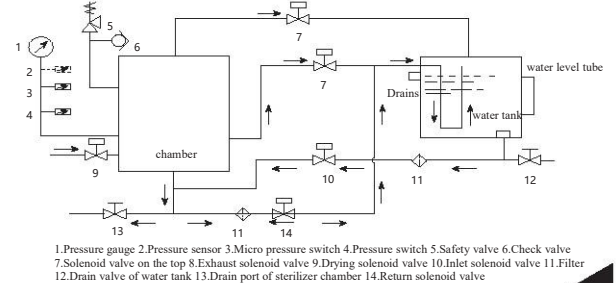 7
5
6
1
2
3
4
7
water level tube
Drains
water tank
chamber
9
10
11
12
13
11
14
1.Pressure gauge 2.Pressure sensor 3.Micro pressure switch 4.Pressure switch 5.Safety valve 6.Check valve
7.Solenoid valve on the top 8.Exhaust solenoid valve 9.Drying solenoid valve 10.Inlet solenoid valve 11.Filter
12.Drain valve of water tank 13.Drain port of sterilizer chamber 14.Return solenoid valve